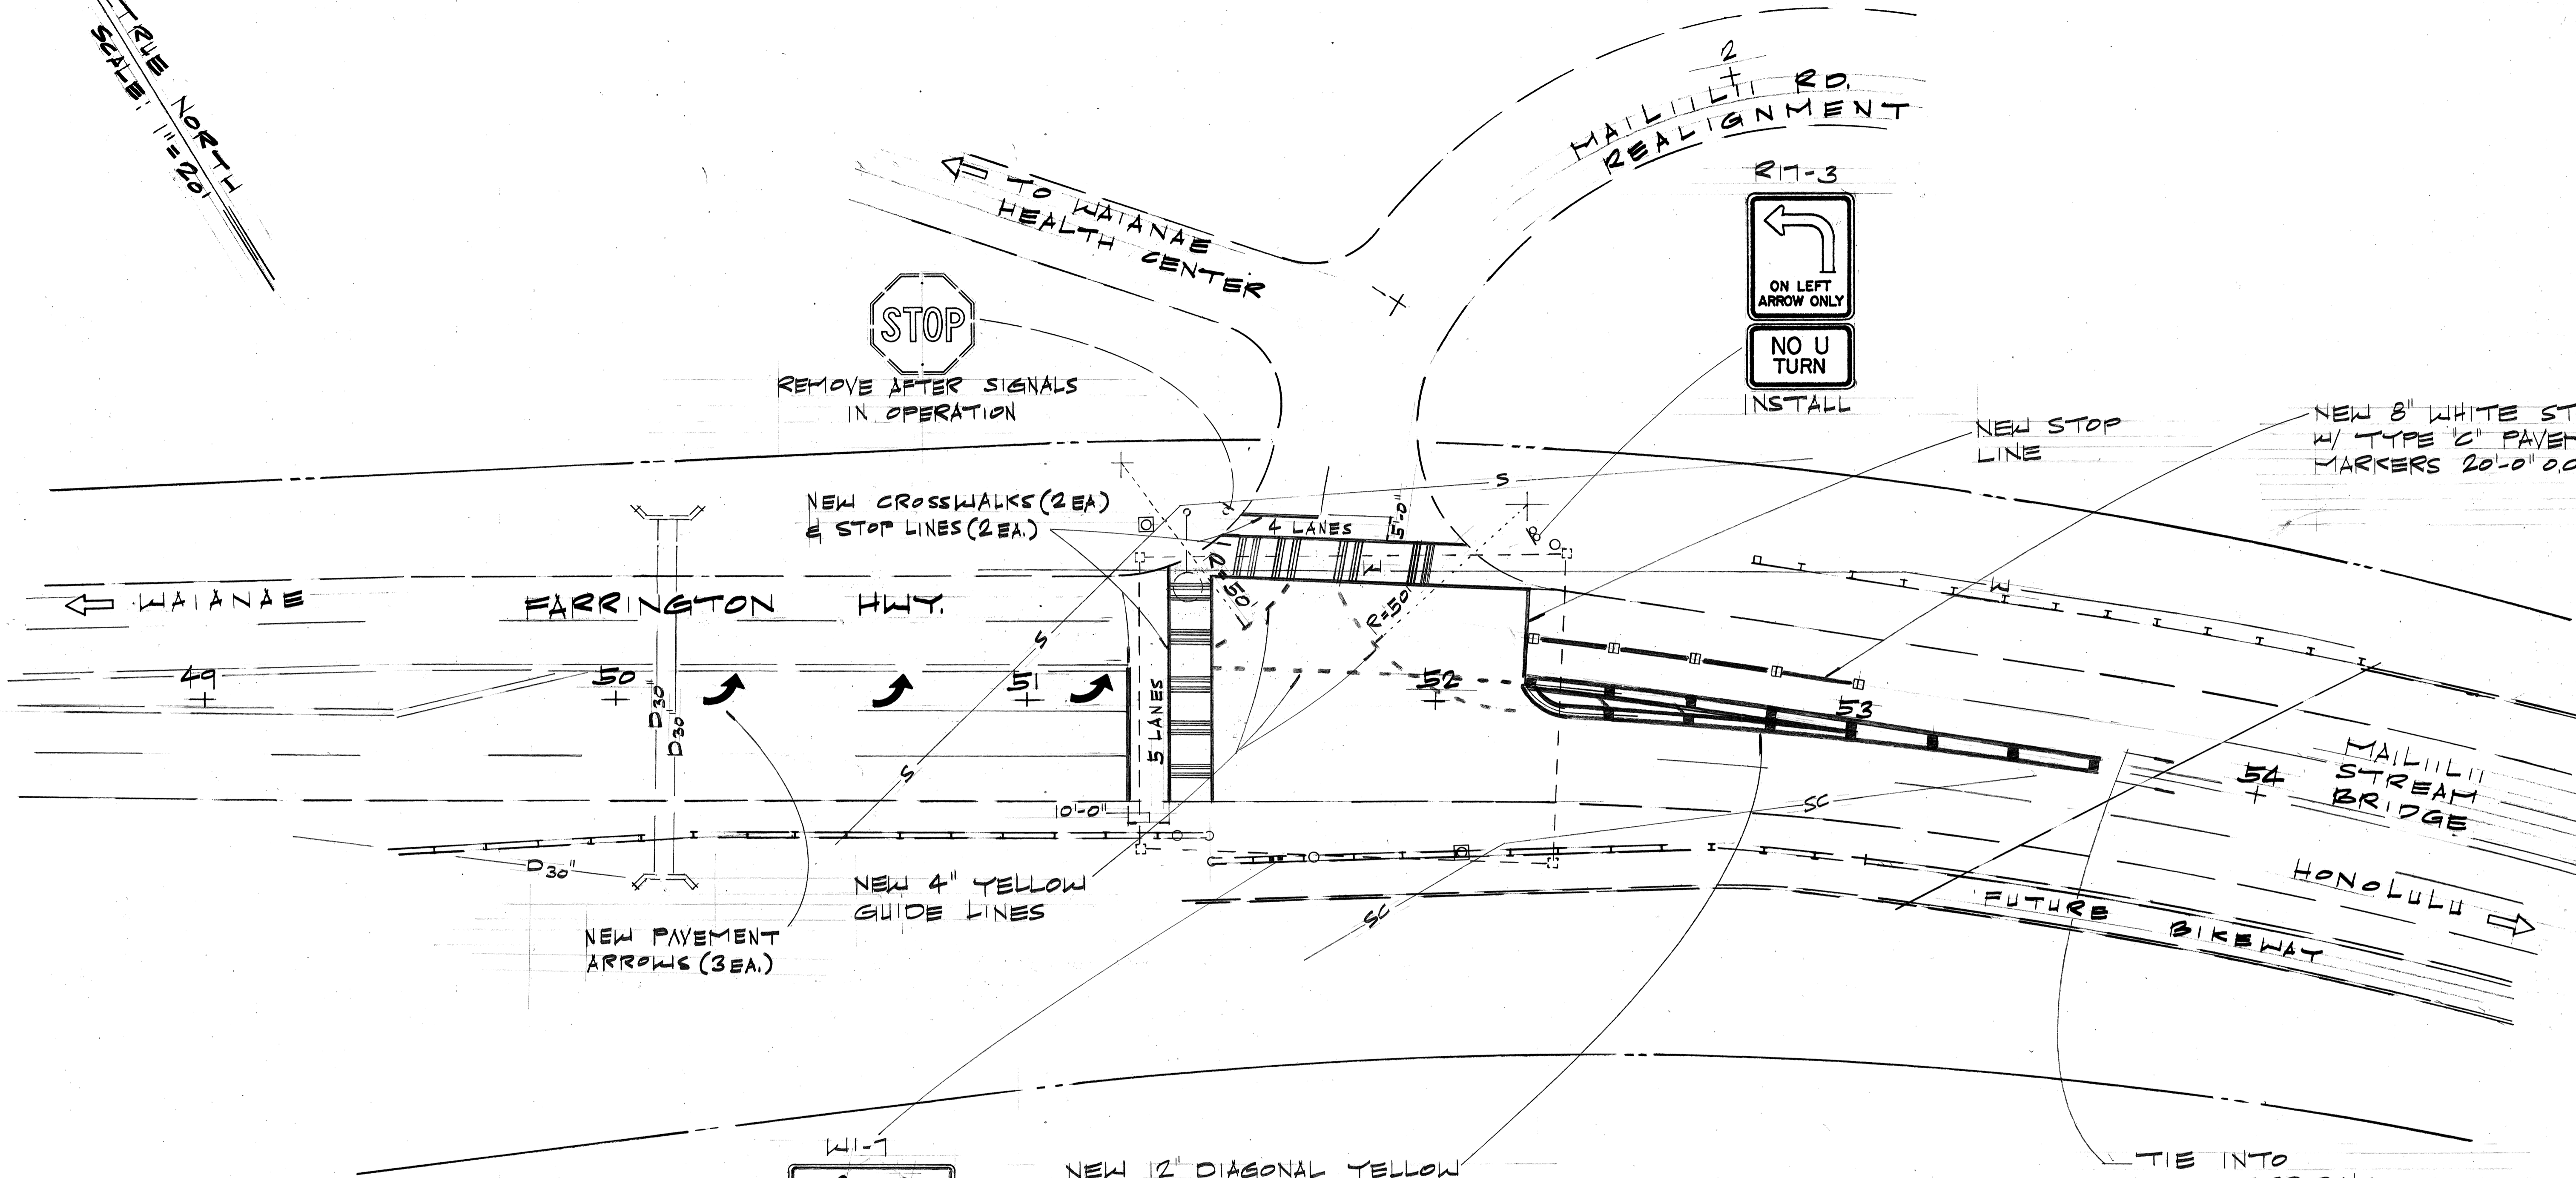 TRUE NORTH
SCALE: 1"=20'
2
MAILIILII RD.
REALIGNMENT
TO WAIANAE
HEALTH CENTER
R17-3
ON LEFT
ARROW ONLY
NO U
TURN
INSTALL
STOP
REMOVE AFTER SIGNALS
IN OPERATION
NEW STOP
LINE
NEW 8" WHITE
W/ TYPE "C"
MARKERS 20'-0"
NEW CROSSWALKS (2 EA)
& STOP LINES (2 EA.)
S
4 LANES
5'-0"
W
R=50'
R=50'
W
WAIANAE
FARRINGTON HWY.
S
49
50
51
52
53
54
D30"
D30"
5 LANES
S
MAILIILII
STREAM
BRIDGE
SC
10'-0"
D30"
NEW 4" YELLOW
GUIDE LINES
HONOLULU
FUTURE BIKEWAY
SC
NEW PAVEMENT
ARROWS (3 EA.)
W1-7
NEW 12" DIAGONAL YELLOW
TIE INTO